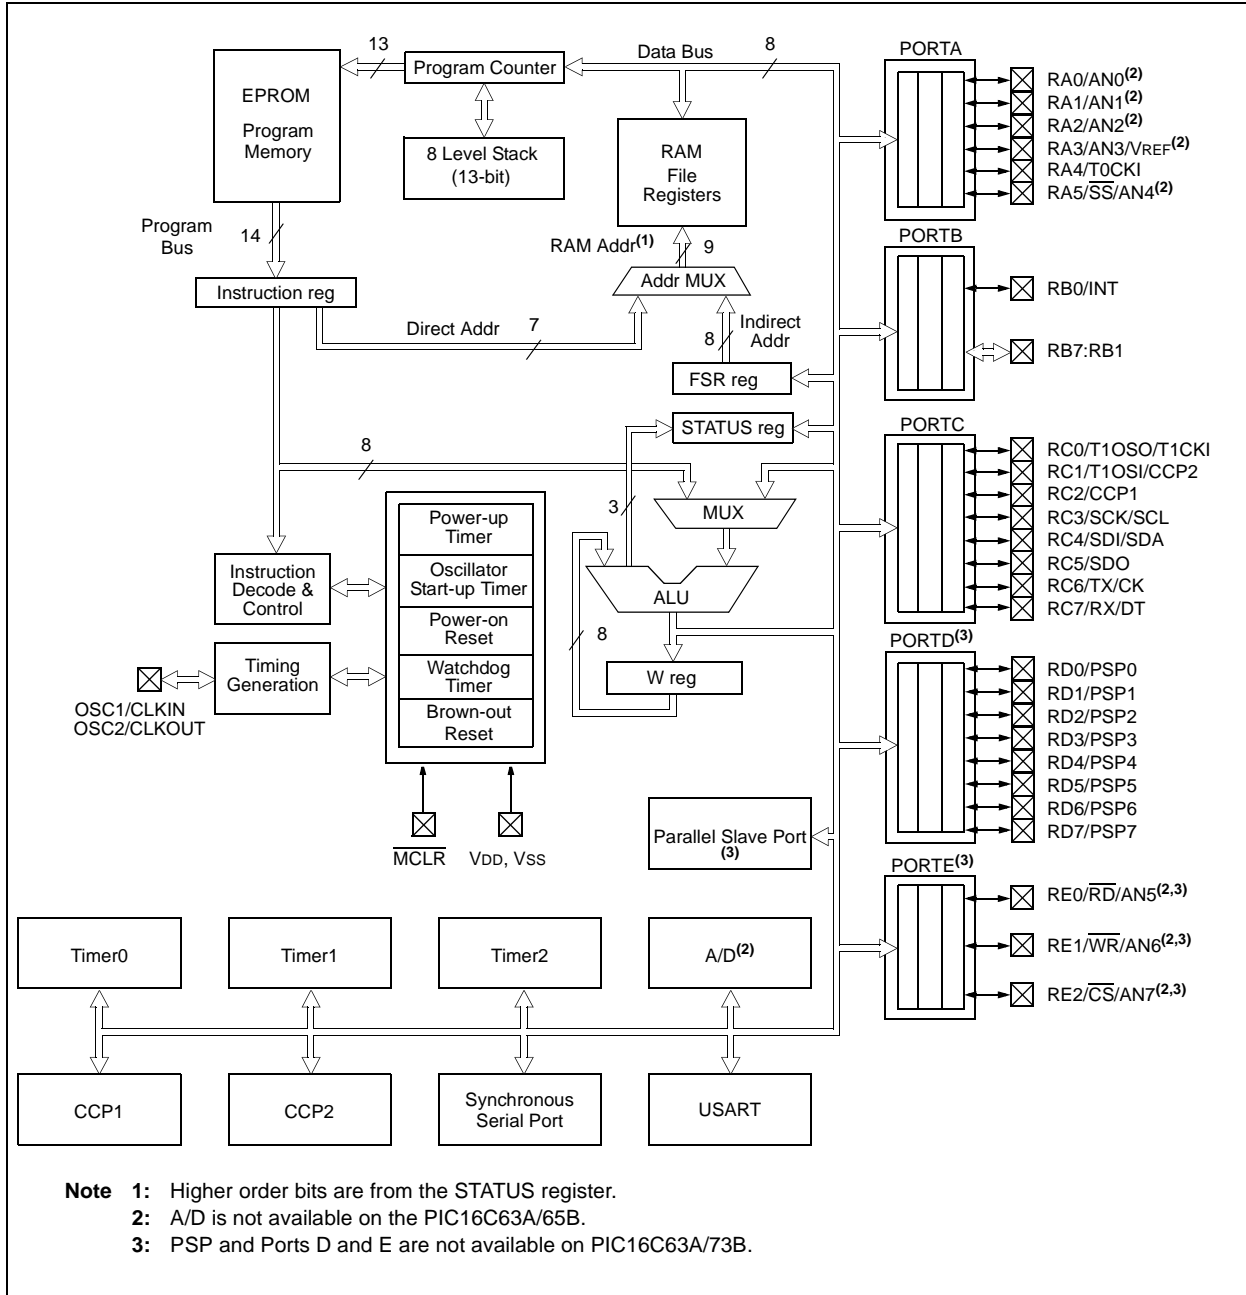 13
Data Bus
8
PORTA
EPROM
Program
Memory
Program Counter
8 Level Stack
(13-bit)
RAM
File
Registers
RA0/AN0(2)
RA1/AN1(2)
RA2/AN2(2)
RA3/AN3/VREF(2)
RA4/T0CKI
RA5/SS/AN4(2)
Program
Bus
14
RAM Addr(1)
9
PORTB
Instruction reg
Addr MUX
RB0/INT
Direct Addr
7
8
Indirect
Addr
RB7:RB1
FSR reg
STATUS reg
PORTC
8
3
MUX
RC0/T1OSO/T1CKI
RC1/T1OSI/CCP2
RC2/CCP1
RC3/SCK/SCL
RC4/SDI/SDA
RC5/SDO
RC6/TX/CK
RC7/RX/DT
Power-up
Timer
Instruction
Decode &
Control
Oscillator
Start-up Timer
ALU
Power-on
Reset
8
PORTD(3)
Timing
Generation
Watchdog
Timer
W reg
OSC1/CLKIN
OSC2/CLKOUT
Brown-out
Reset
RD0/PSP0
RD1/PSP1
RD2/PSP2
RD3/PSP3
RD4/PSP4
RD5/PSP5
RD6/PSP6
RD7/PSP7
MCLR
VDD, VSS
Parallel Slave Port
(3)
PORTE(3)
RE0/RD/AN5(2,3)
RE1/WR/AN6(2,3)
RE2/CS/AN7(2,3)
Timer0
Timer1
Timer2
A/D(2)
CCP1
CCP2
Synchronous
Serial Port
USART
Note 1: Higher order bits are from the STATUS register.
2: A/D is not available on the PIC16C63A/65B.
3: PSP and Ports D and E are not available on PIC16C63A/73B.